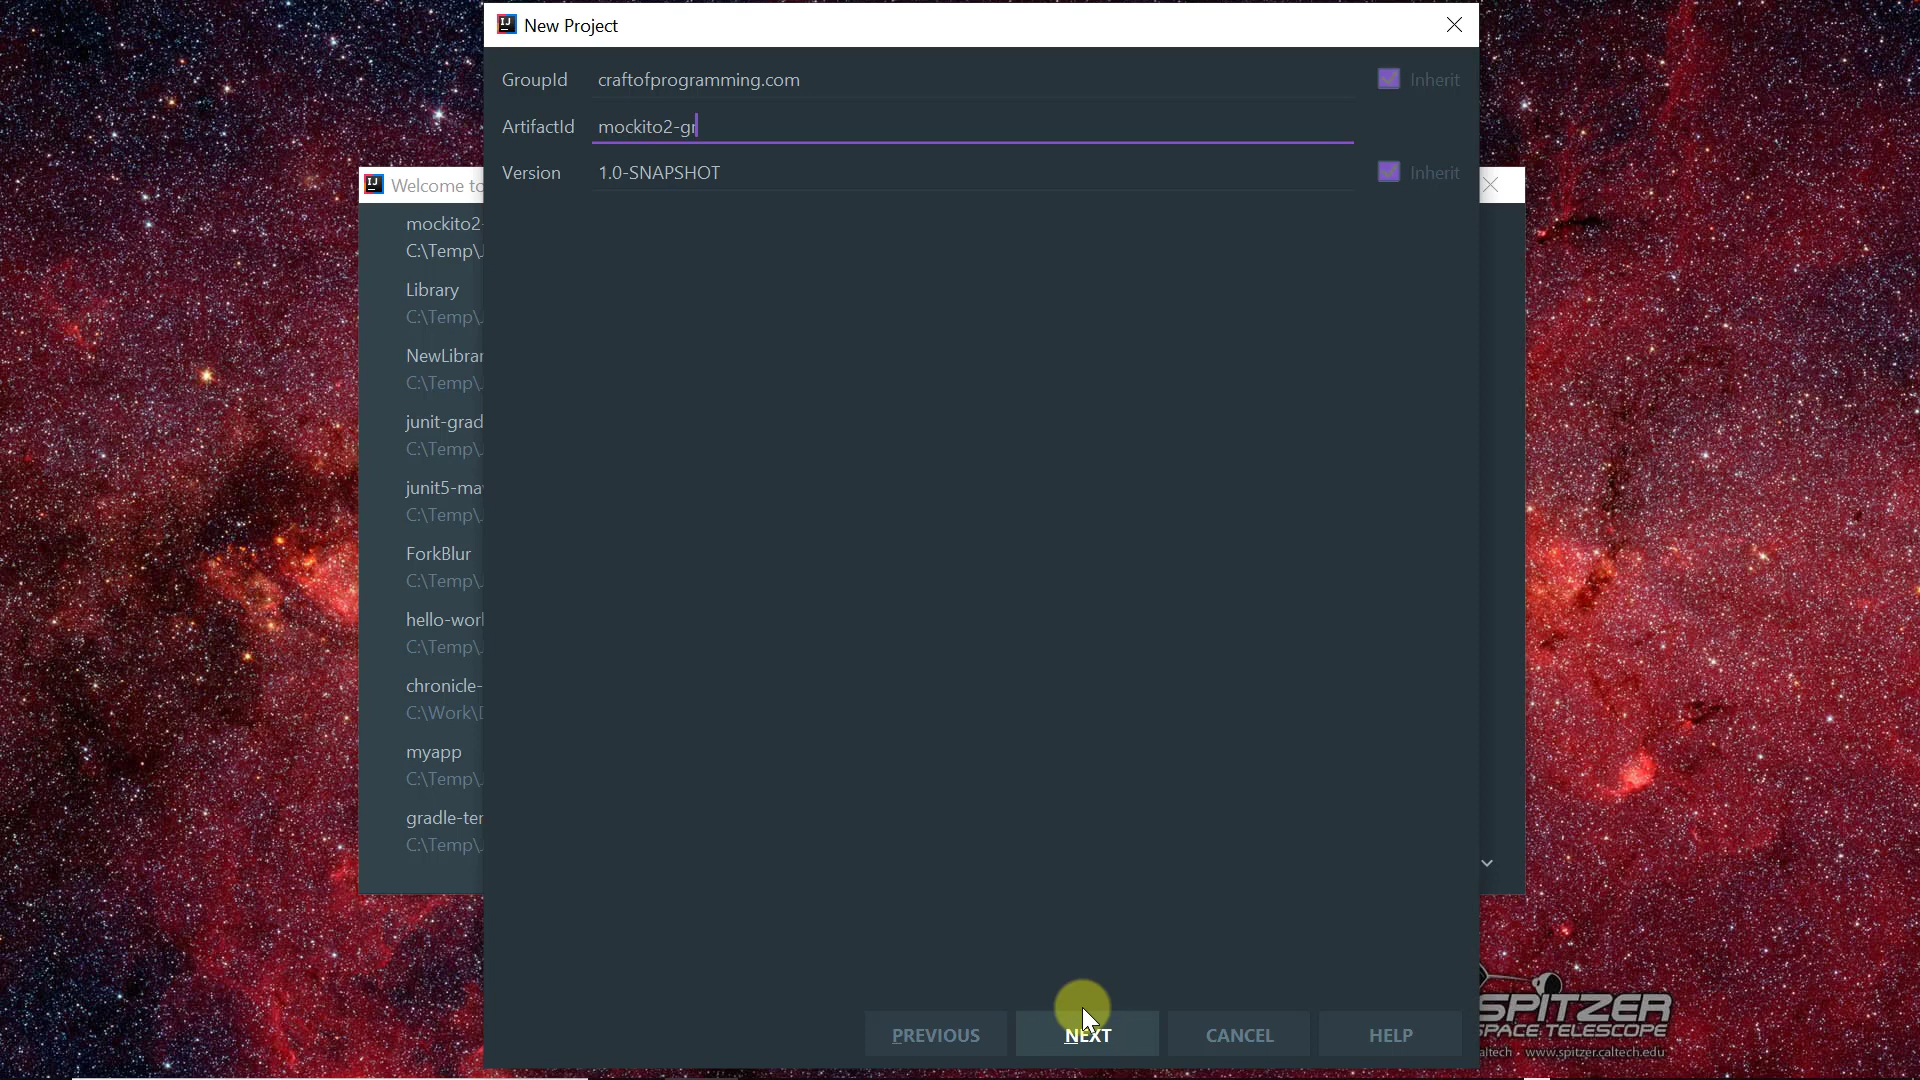 New Project
GroupId craftofprogramming.com Inherit
ArtifactId mockito2-gr
Version 1.0-SNAPSHOT Inherit
Welcome to
mockito2-
C:\Temp\
Library
C:\Temp\
NewLibrar
C:\Temp\
junit-grad
C:\Temp\
junit5-ma
C:\Temp\
ForkBlur
C:\Temp\
hello-worl
C:\Temp\
chronicle-
C:\Work\
myapp
C:\Temp\
gradle-te
C:\Temp\
PREVIOUS NEXT CANCEL HELP
SPITZER
SPACE TELESCOPE
altech • www.spitzer.caltech.edu